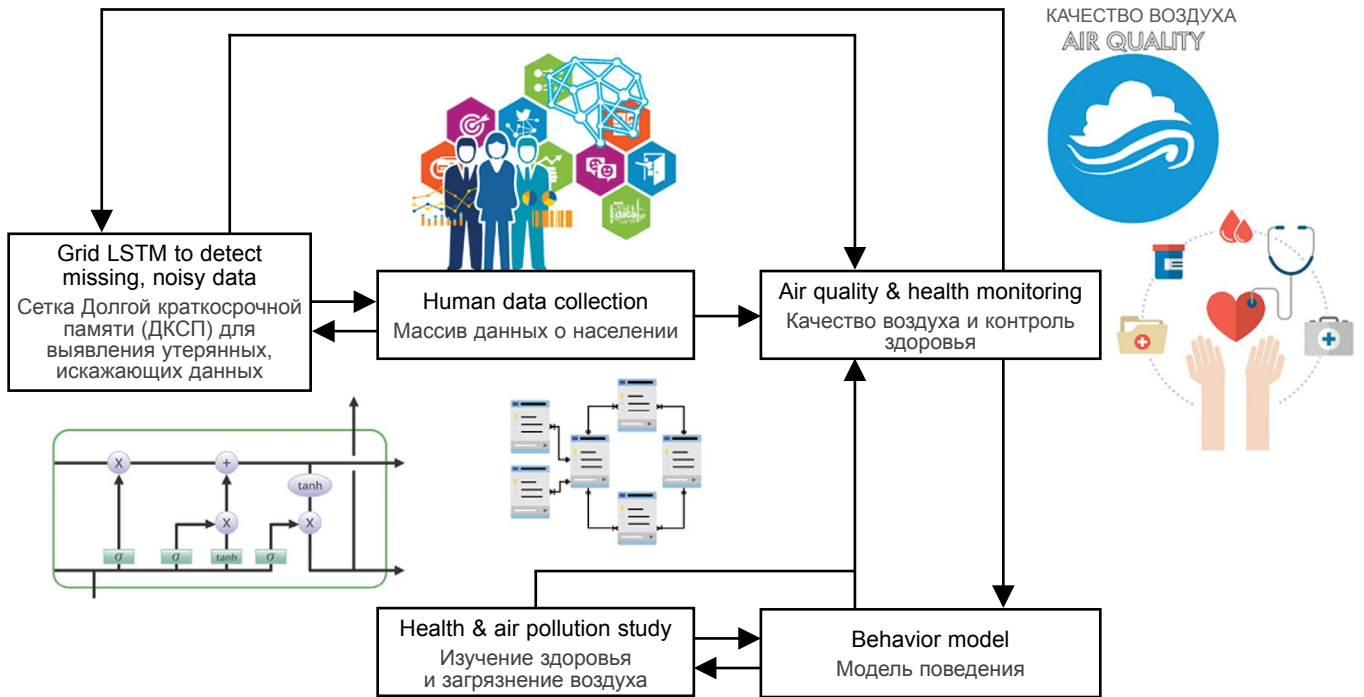 КАЧЕСТВО ВОЗДУХА
AIR QUALITY
Grid LSTM to detect
missing, noisy data
Сетка Долгой краткосрочной
памяти (ДКСП) для
выявления утерянных,
искажающих данных
data
Human data collection
Массив данных о населении
Air quality & health monitoring
Качество воздуха и контроль
здоровья
X
+
tanh
X
X
σ
σ
tanh
σ
Health & air pollution study
Изучение здоровья
и загрязнение воздуха
Behavior model
Модель поведения